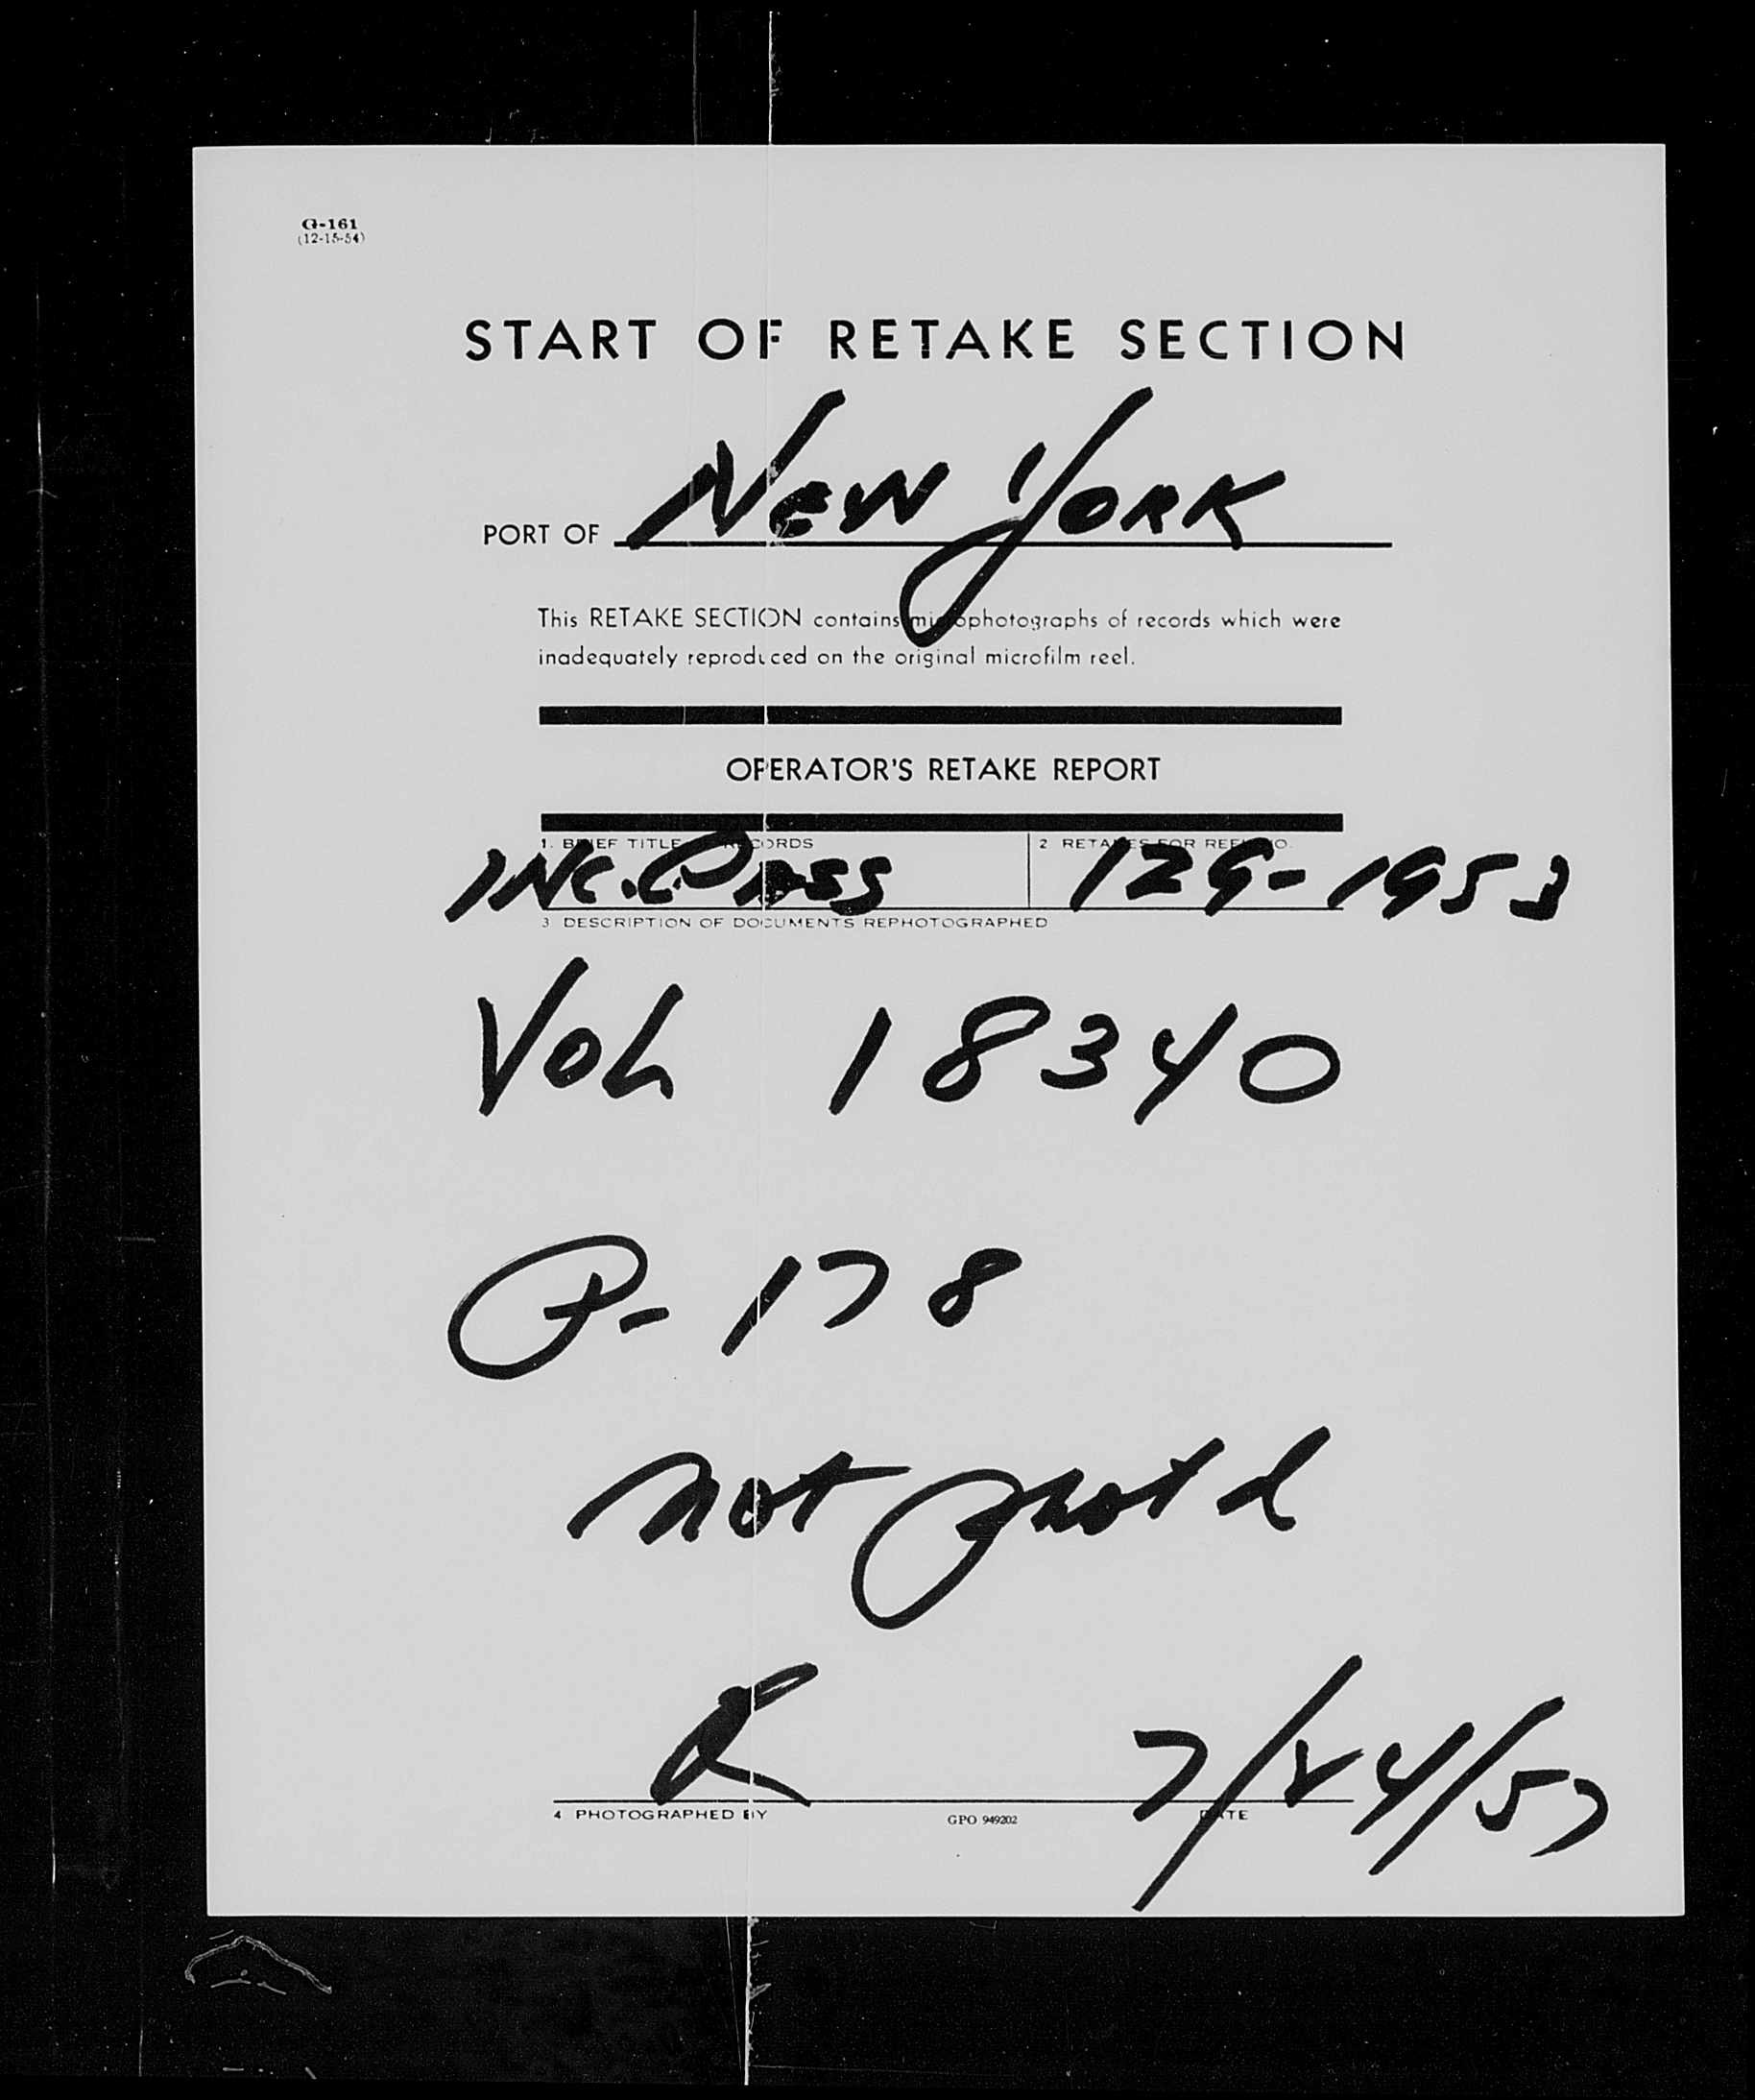 G-161
(12-15-54)
START OF RETAKE SECTION
PORT OF New York
This RETAKE SECTION contains microphotographs of records which were
inadequately reproduced on the original microfilm reel.
OPERATOR'S RETAKE REPORT
1. BRIEF TITLE OF RECORDS 2 RETAKES FOR REEL NO.
INC. PASS 129-1953
3 DESCRIPTION OF DOCUMENTS REPHOTOGRAPHED
Vol 18340
P- 178
not phot d
R 7/24/57
4 PHOTOGRAPHED BY GPO 949202 DATE